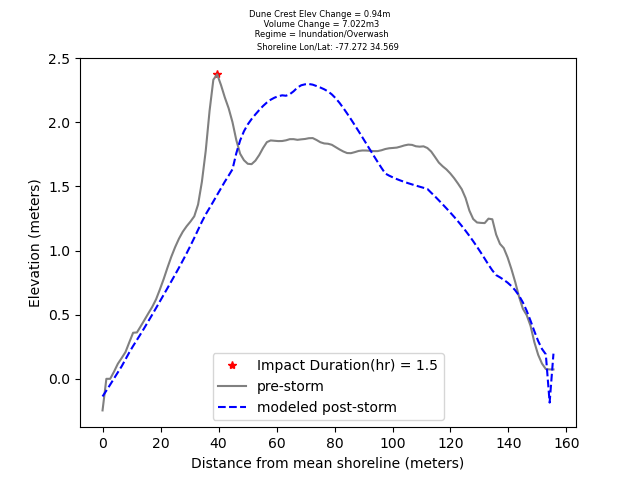 Dune Crest Elev Change = 0.94m
Volume Change = 7.022m3
Regime = Inundation/Overwash
Shoreline Lon/Lat: -77.272 34.569
2.5
2.0
1.5
1.0
0.5
0.0
Elevation (meters)
Impact Duration(hr) = 1.5
pre-storm
modeled post-storm
0 20 40 60 80 100 120 140 160
Distance from mean shoreline (meters)